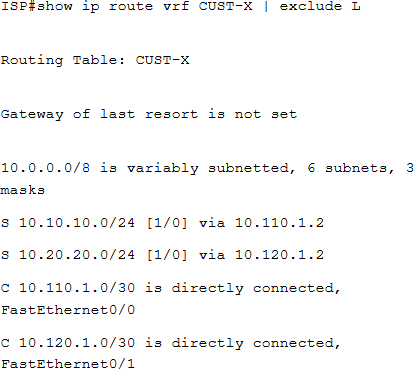 ISP#show ip route vrf CUST-X | exclude L
Routing Table: CUST-X
Gateway of last resort is not set
10.0.0.0/8 is variably subnetted, 6 subnets, 3
masks
S 10.10.10.0/24 [1/0] via 10.110.1.2
S 10.20.20.0/24 [1/0] via 10.120.1.2
C 10.110.1.0/30 is directly connected,
FastEthernet0/0
C 10.120.1.0/30 is directly connected,
FastEthernet0/1